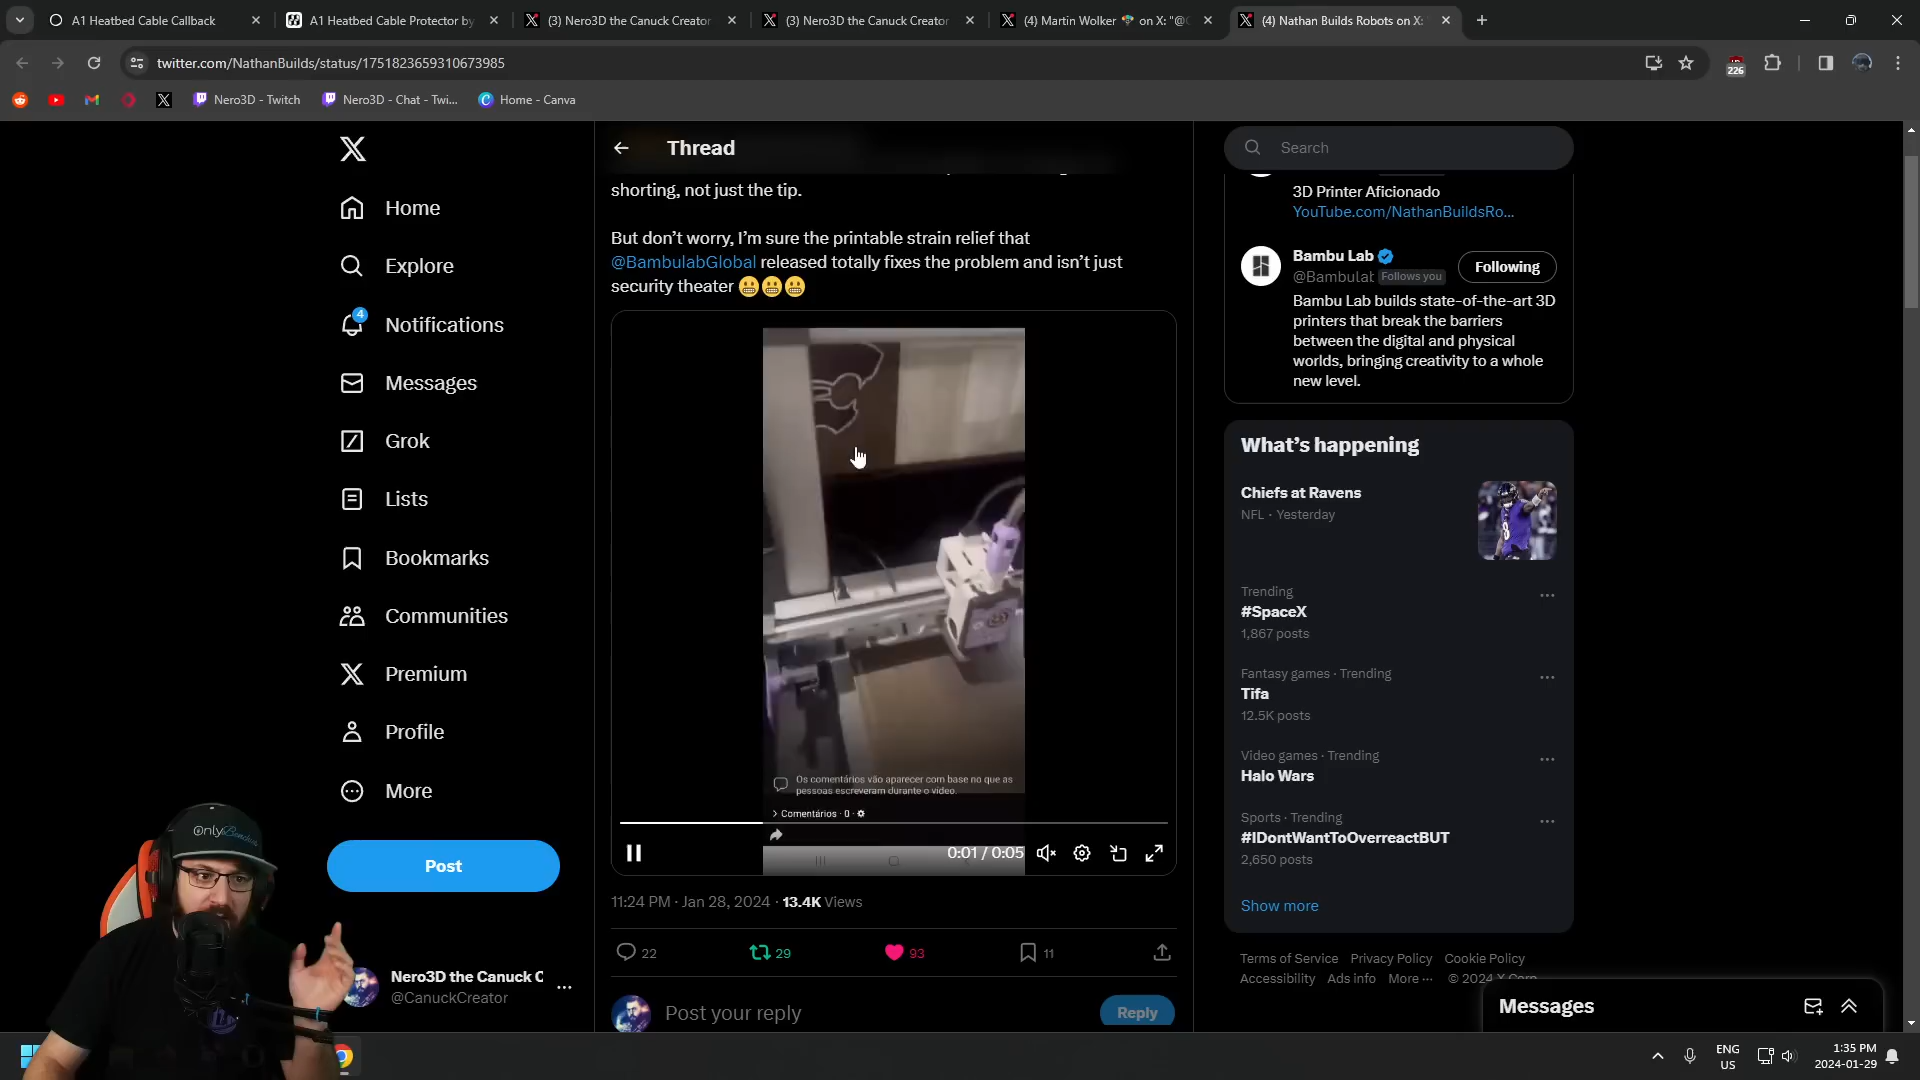 A1 Heatbed Cable Callback
A1 Heatbed Cable Protector by
(3) Nero3D the Canuck Creator
(3) Nero3D the Canuck Creator
(4) Martin Wolker on X: "@
(4) Nathan Builds Robots on X:
twitter.com/NathanBuilds/status/1751823659310673985
226
Nero3D - Twitch
Nero3D - Chat - Twi...
Home - Canva
Home
Explore
4
Notifications
Messages
Grok
Lists
Bookmarks
Communities
Premium
Profile
More
Post
Nero3D the Canuck C
@CanuckCreator
Thread
shorting, not just the tip.
But don't worry, I'm sure the printable strain relief that
@BambulabGlobal released totally fixes the problem and isn't just
security theater 😬😬😬
Os comentários vão aparecer com base no que as
pessoas escreveram durante o vídeo.
Comentários · 0 ·
0:01 / 0:05
11:24 PM · Jan 28, 2024 · 13.4K Views
22
29
93
11
Post your reply
Reply
Search
3D Printer Aficionado
YouTube.com/NathanBuildsRo...
Bambu Lab
@Bambulat Follows you
Following
Bambu Lab builds state-of-the-art 3D
printers that break the barriers
between the digital and physical
worlds, bringing creativity to a whole
new level.
What's happening
Chiefs at Ravens
NFL · Yesterday
Trending
#SpaceX
1,867 posts
Fantasy games · Trending
Tifa
12.5K posts
Video games · Trending
Halo Wars
Sports · Trending
#IDontWantToOverreactBUT
2,650 posts
Show more
Terms of Service Privacy Policy Cookie Policy
Accessibility Ads info More ··· © 2024 X Corp.
Messages
OnlyBenchys
ENG
US
1:35 PM
2024-01-29